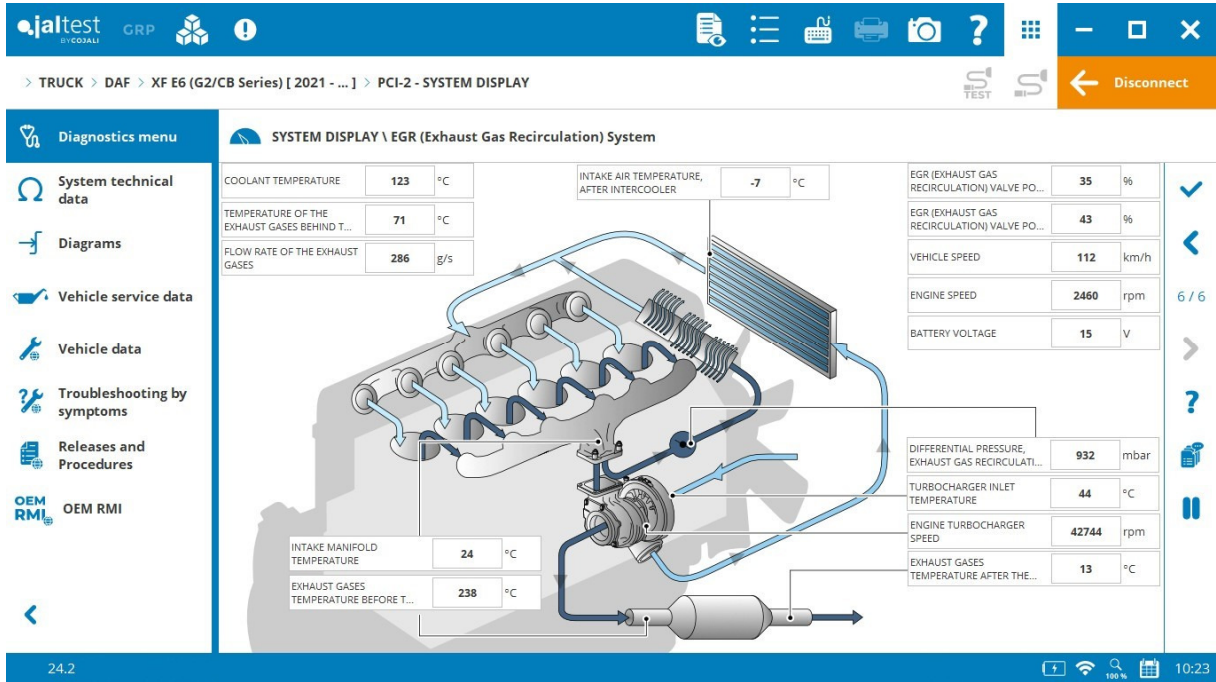 jaltest
BY COJALI
GRP
?
> TRUCK > DAF > XF E6 (G2/CB Series) [ 2021 - ... ] > PCI-2 - SYSTEM DISPLAY
TEST
Disconnect
Diagnostics menu
SYSTEM DISPLAY \ EGR (Exhaust Gas Recirculation) System
System technical
data
Diagrams
Vehicle service data
Vehicle data
Troubleshooting by
symptoms
Releases and
Procedures
OEM
RMI
OEM RMI
COOLANT TEMPERATURE 123 °C
TEMPERATURE OF THE
EXHAUST GASES BEHIND T... 71 °C
FLOW RATE OF THE EXHAUST
GASES 286 g/s
INTAKE AIR TEMPERATURE,
AFTER INTERCOOLER -7 °C
EGR (EXHAUST GAS
RECIRCULATION) VALVE PO... 35 %
EGR (EXHAUST GAS
RECIRCULATION) VALVE PO... 43 %
VEHICLE SPEED 112 km/h
ENGINE SPEED 2460 rpm
BATTERY VOLTAGE 15 V
6 / 6
?
DIFFERENTIAL PRESSURE,
EXHAUST GAS RECIRCULATI... 932 mbar
TURBOCHARGER INLET
TEMPERATURE 44 °C
ENGINE TURBOCHARGER
SPEED 42744 rpm
EXHAUST GASES
TEMPERATURE AFTER THE... 13 °C
INTAKE MANIFOLD
TEMPERATURE 24 °C
EXHAUST GASES
TEMPERATURE BEFORE T... 238 °C
24.2
100 %
10:23